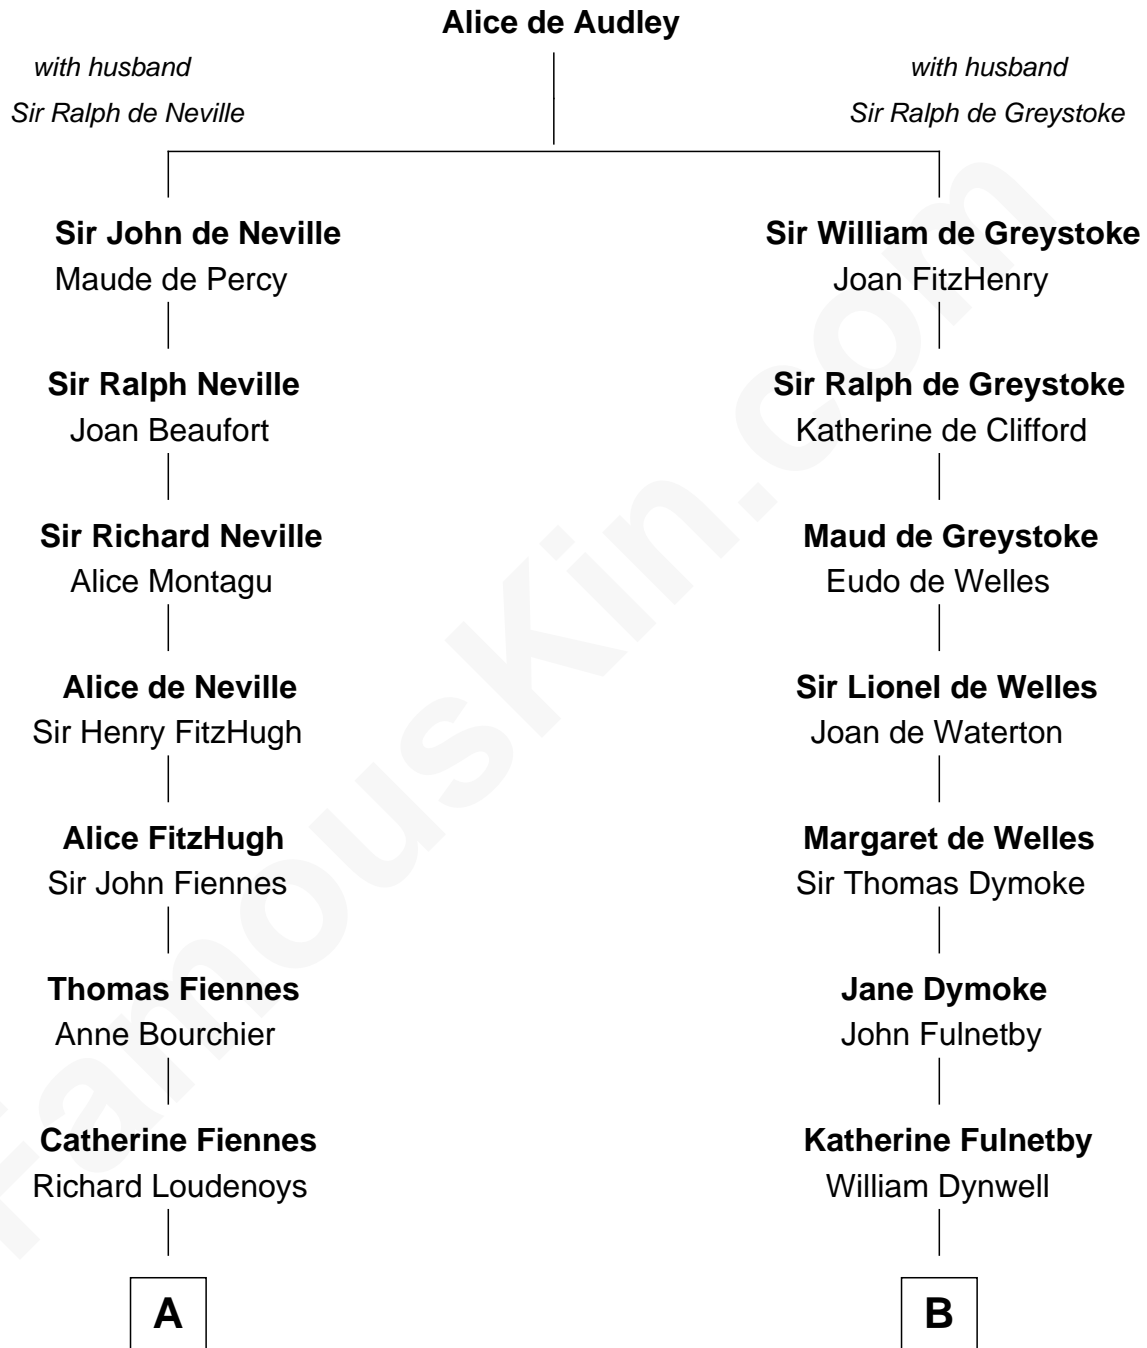 Alice de Audley
with husband
Sir Ralph de Neville
with husband
Sir Ralph de Greystoke
Sir John de Neville
Maude de Percy
Sir William de Greystoke
Joan FitzHenry
Sir Ralph Neville
Joan Beaufort
Sir Ralph de Greystoke
Katherine de Clifford
Sir Richard Neville
Alice Montagu
Maud de Greystoke
Eudo de Welles
Alice de Neville
Sir Henry FitzHugh
Sir Lionel de Welles
Joan de Waterton
Alice FitzHugh
Sir John Fiennes
Margaret de Welles
Sir Thomas Dymoke
Thomas Fiennes
Anne Bourchier
Jane Dymoke
John Fulnetby
Catherine Fiennes
Richard Loudenoys
Katherine Fulnetby
William Dynwell
A
B
FamousKin.com